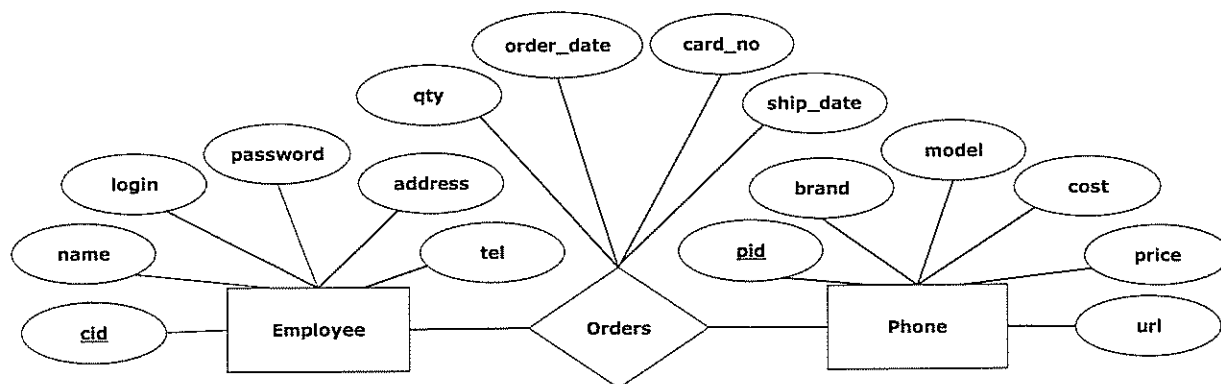 order_date
card_no
qty
ship_date
password
model
login
address
brand
cost
name
tel
pid
price
cid
Employee
Orders
Phone
url